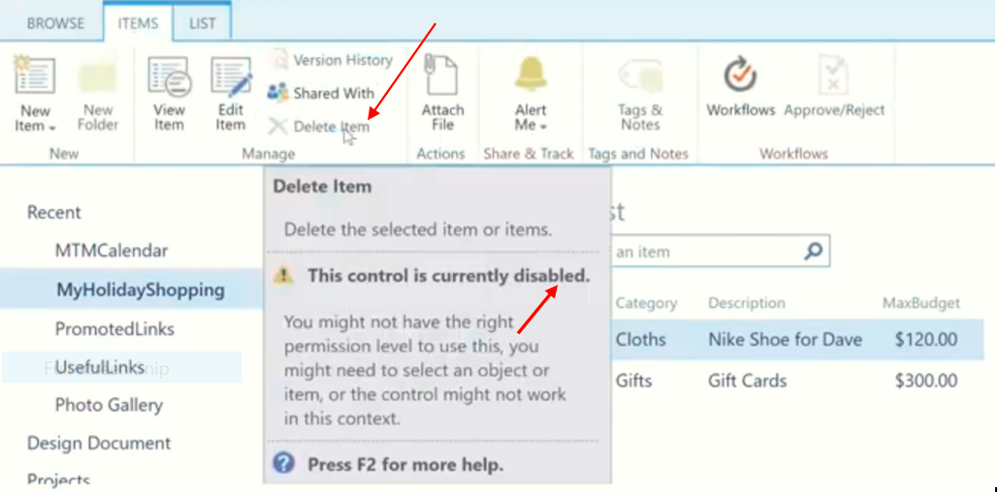 BROWSE ITEMS LIST
New Item
New Folder
View Item
Edit Item
Version History
Shared With
Delete Item
Attach File
Alert Me
Tags & Notes
Workflows
Approve/Reject
New
Manage
Actions
Share & Track
Tags and Notes
Workflows
Recent
MTMCalendar
MyHolidayShopping
PromotedLinks
UsefulLinks
Photo Gallery
Design Document
Projects
Delete Item
Delete the selected item or items.
This control is currently disabled.
You might not have the right
permission level to use this, you
might need to select an object or
item, or the control might not work
in this context.
Press F2 for more help.
st
an item
Category Description MaxBudget
Cloths Nike Shoe for Dave $120.00
Gifts Gift Cards $300.00